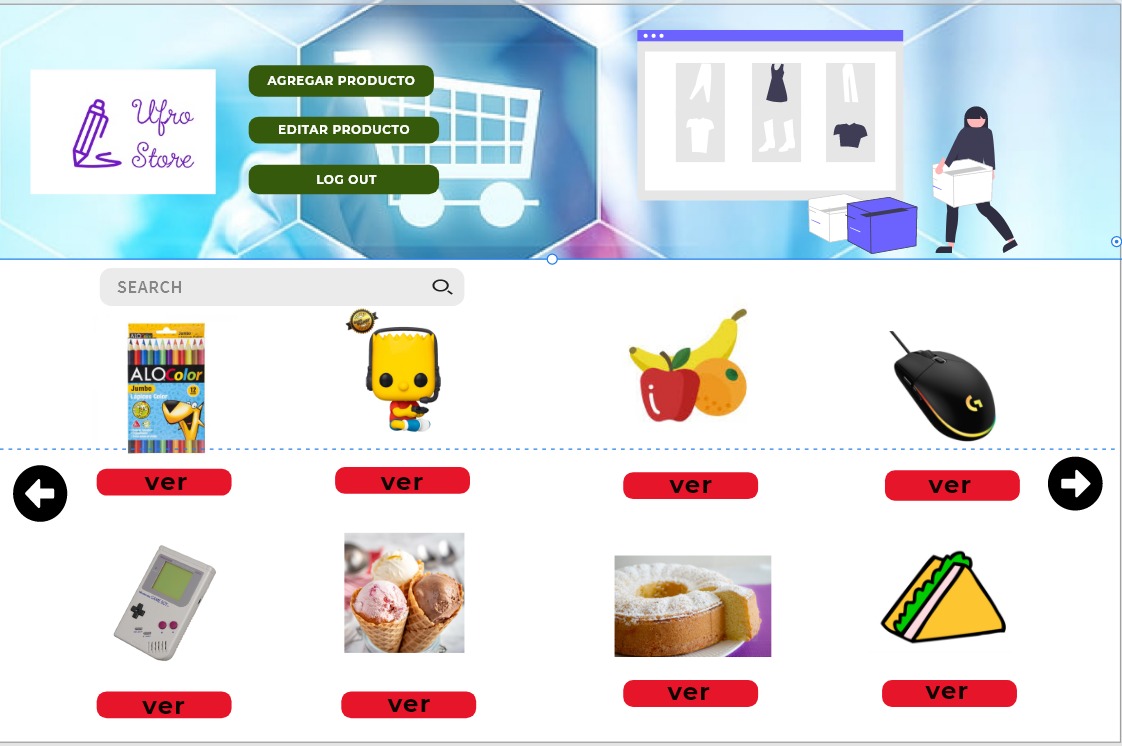 Ufro
Store
AGREGAR PRODUCTO
EDITAR PRODUCTO
LOG OUT
SEARCH
ALOColor
Jumbo
12
ver
ver
ver
ver
ver
ver
ver
ver